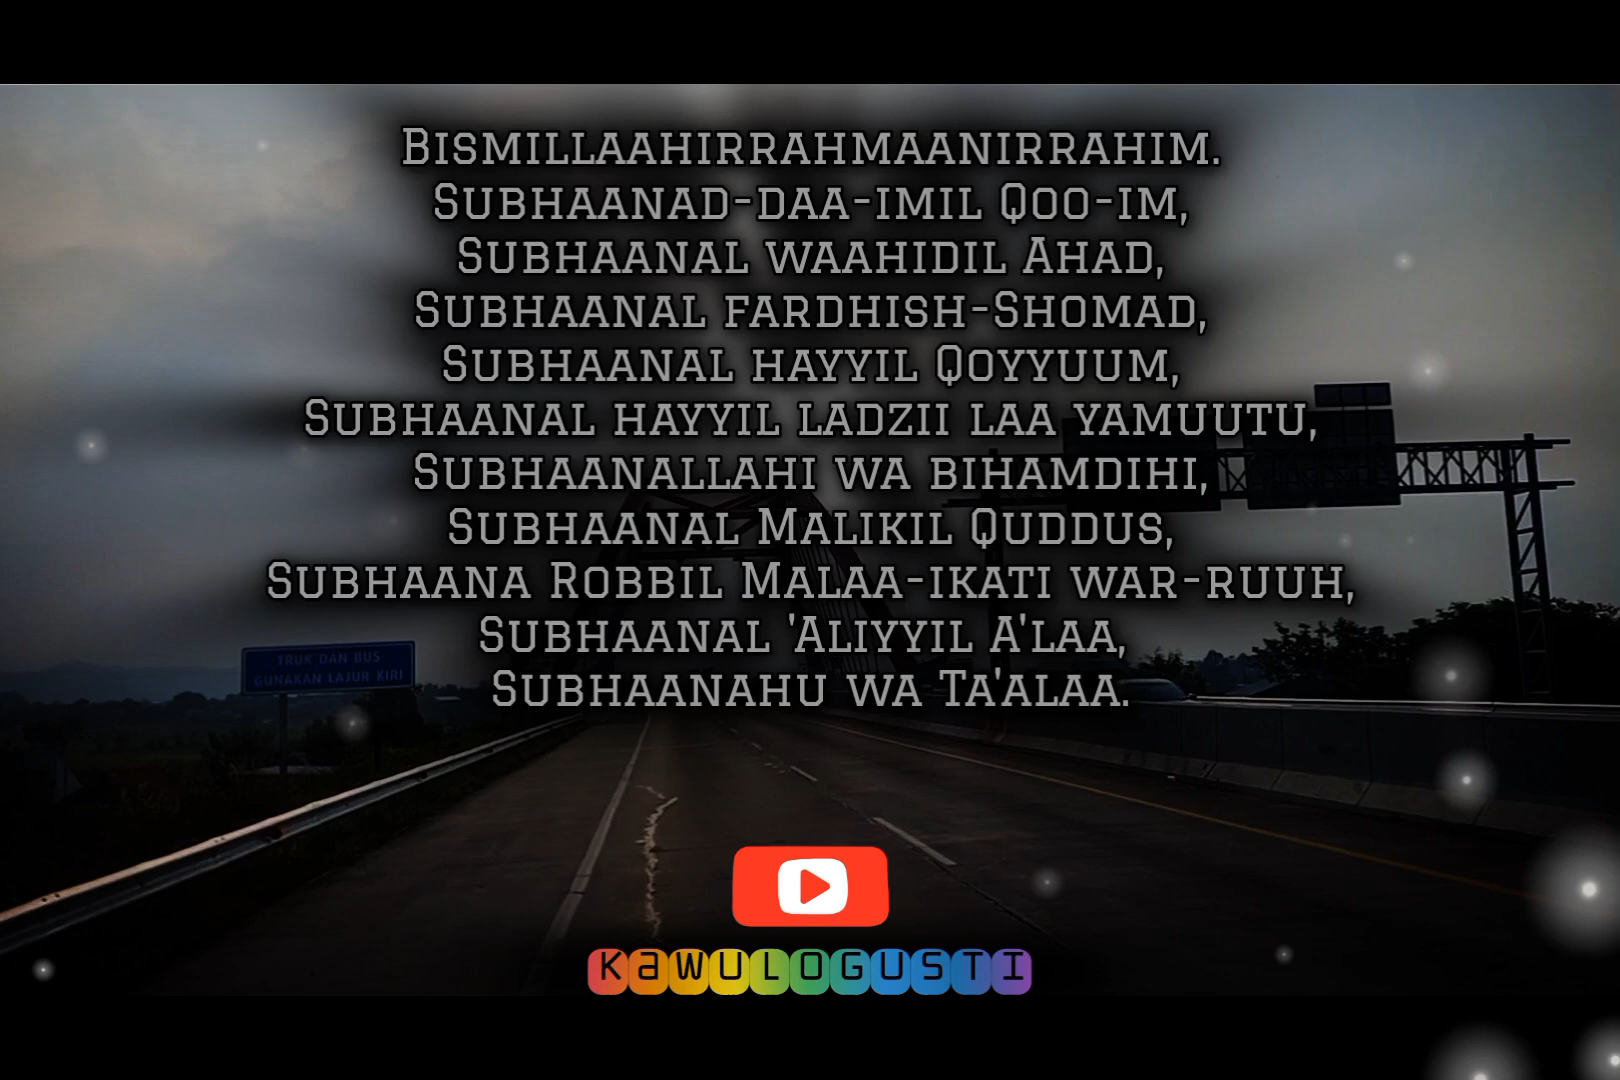 Bismillaahirrahmaanirrahim.
Subhaanad-daa-imil Qoo-im,
Subhaanal waahidil Ahad,
Subhaanal fardhish-Shomad,
Subhaanal hayyil Qoyyuum,
Subhaanal hayyil ladzii laa yamuutu,
Subhaanallahi wa bihamdihi,
Subhaanal Malikil Quddus,
Subhaana Robbil Malaa-ikati war-ruuh,
Subhaanal 'Aliyyil A'laa,
Subhaanahu wa Ta'alaa.
TRUK DAN BUS
GUNAKAN LAJUR KIRI
KaWULOGUSTI